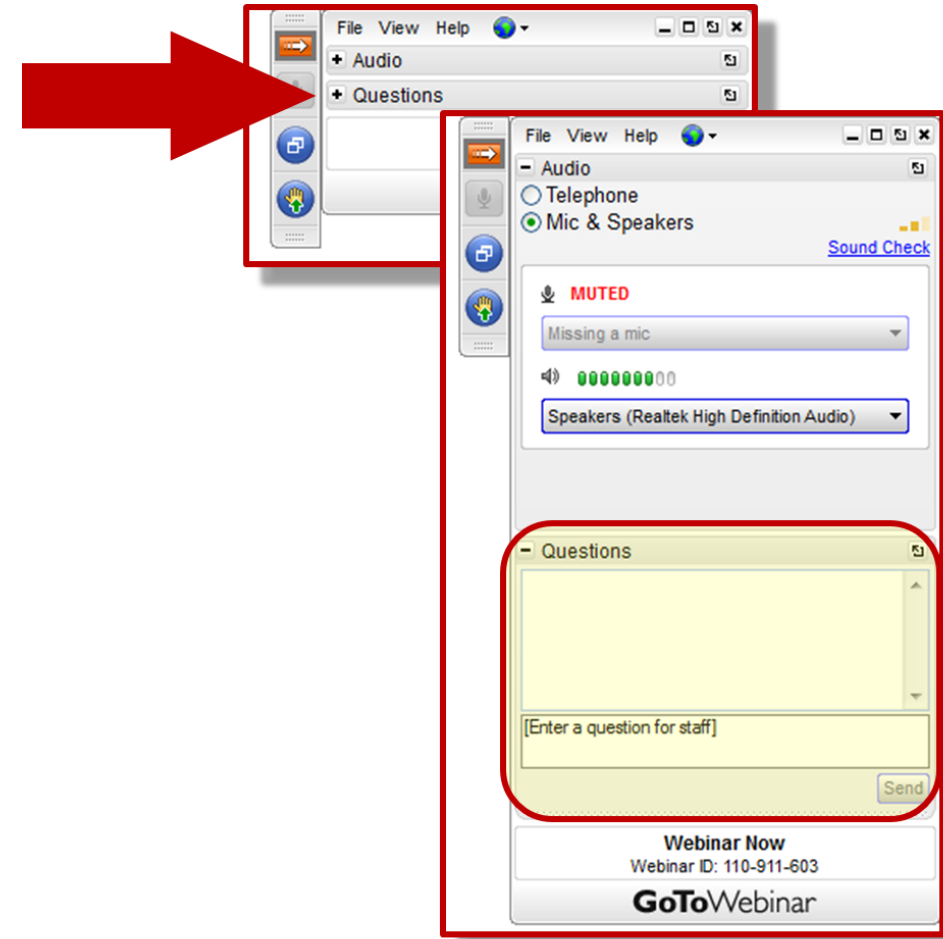 File View Help
Audio
Questions
File View Help
Audio
Telephone
Mic & Speakers
Sound Check
MUTED
Missing a mic
Speakers (Realtek High Definition Audio)
Questions
[Enter a question for staff]
Send
Webinar Now
Webinar ID: 110-911-603
GoToWebinar